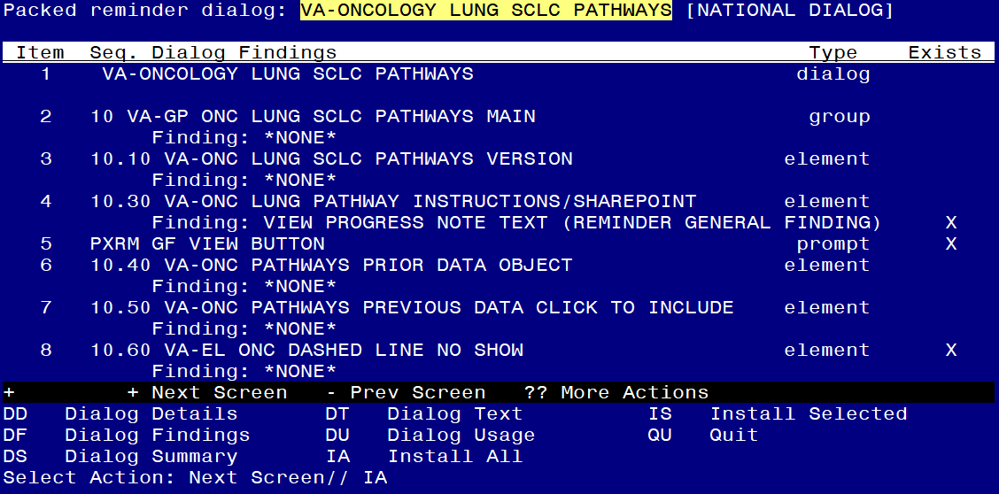 Packed reminder dialog: VA-ONCOLOGY LUNG SCLC PATHWAYS [NATIONAL DIALOG]
Item  Seq. Dialog Findings  Type  Exists
1  VA-ONCOLOGY LUNG SCLC PATHWAYS  dialog
2  10 VA-GP ONC LUNG SCLC PATHWAYS MAIN  group
Finding: *NONE*
3  10.10 VA-ONC LUNG SCLC PATHWAYS VERSION  element
Finding: *NONE*
4  10.30 VA-ONC LUNG PATHWAY INSTRUCTIONS/SHAREPOINT  element
Finding: VIEW PROGRESS NOTE TEXT (REMINDER GENERAL FINDING)  X
5  PXRM GF VIEW BUTTON  prompt  X
6  10.40 VA-ONC PATHWAYS PRIOR DATA OBJECT  element
Finding: *NONE*
7  10.50 VA-ONC PATHWAYS PREVIOUS DATA CLICK TO INCLUDE  element
Finding: *NONE*
8  10.60 VA-EL ONC DASHED LINE NO SHOW  element  X
Finding: *NONE*
+  + Next Screen  - Prev Screen  ?? More Actions
DD  Dialog Details  DT  Dialog Text  IS  Install Selected
DF  Dialog Findings  DU  Dialog Usage  QU  Quit
DS  Dialog Summary  IA  Install All
Select Action: Next Screen// IA